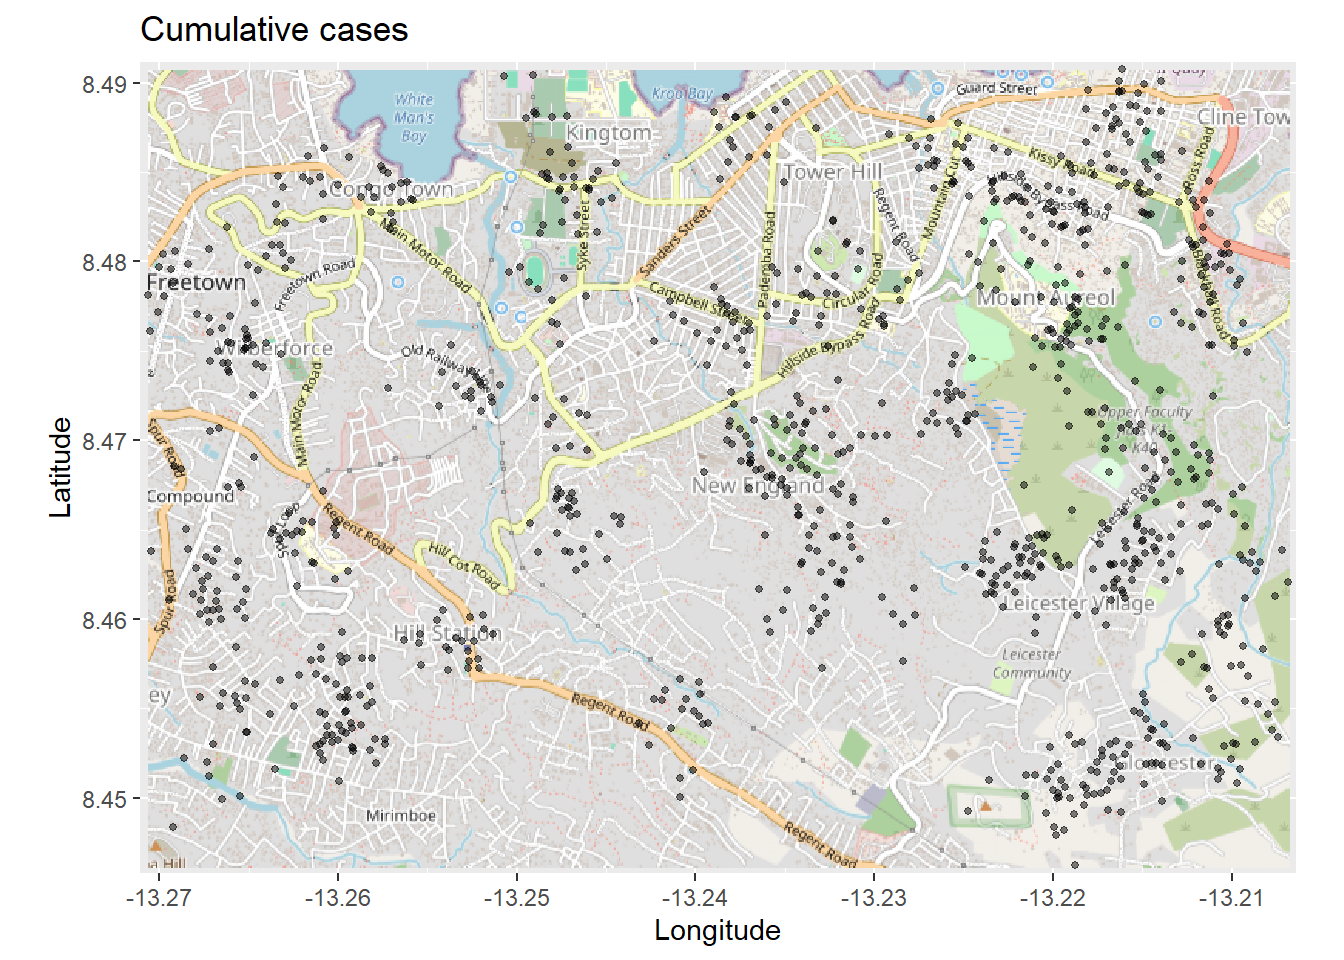 Cumulative cases
8.49
8.48
8.47
8.46
8.45
Latitude
White
Man's
Bay
Kroo Bay
Kingtom
Guard Street
Cline Tow
Congo Town
Tower Hill
Kissy Road
Ross Road
Mountain Cut
Regent Road
Bypass Road
Main Motor Road
Syke Street
Sanders Street
Pademba Road
Freetown
Freetown Road
Campbell Street
Circular Road
Mount Aureol
Wilberforce
Old Railway Line
Hillside Bypass Road
Main Motor Road
Upper Faculty
K40
Spur Road
Compound
New England
Leicester Road
Spur Loop
Regent Road
Hill Cot Road
Spur Road
Leicester Village
Hill Station
Leicester
Community
ey
Regent Road
Gloucester
Mirimboe
Regent Road
a Hill
-13.27
-13.26
-13.25
-13.24
-13.23
-13.22
-13.21
Longitude